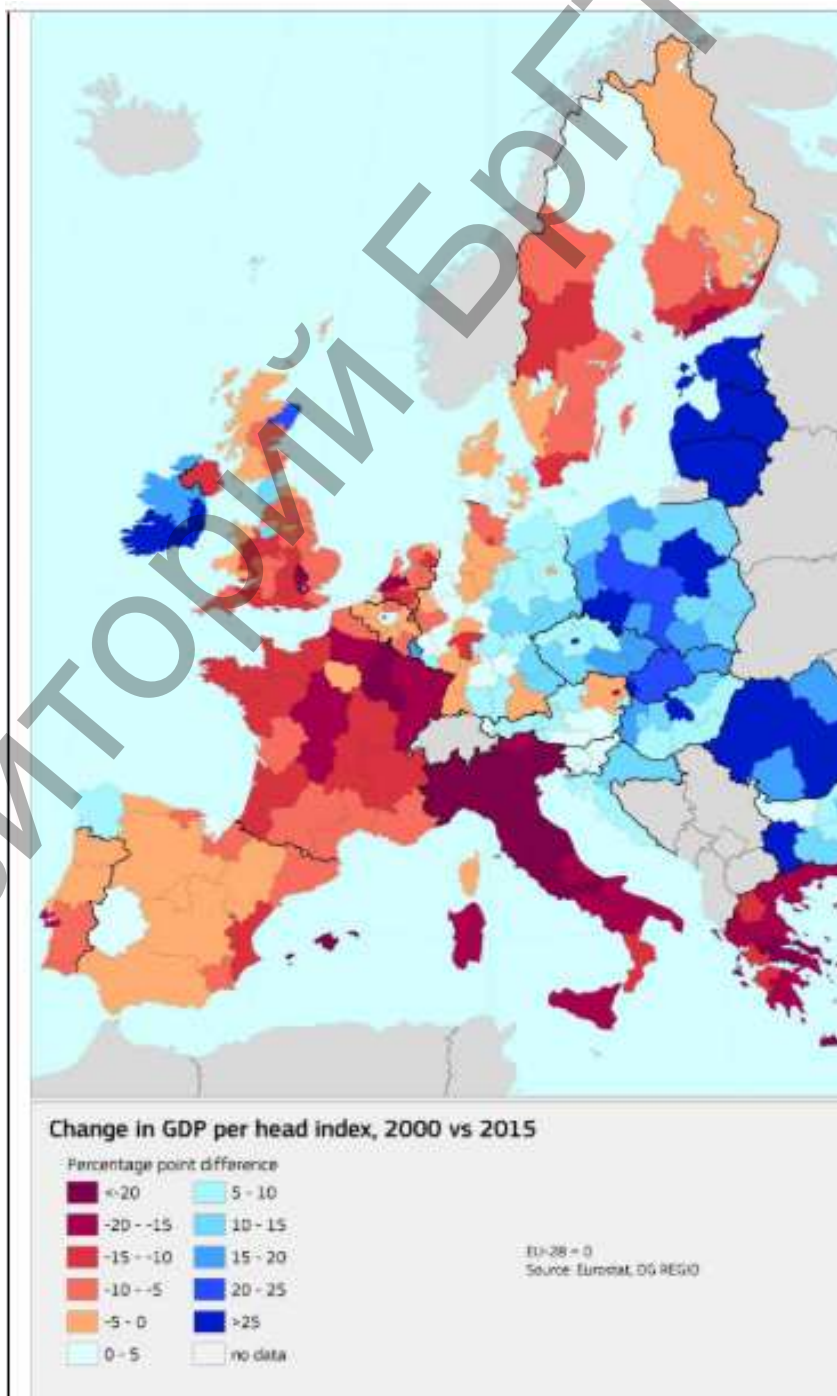 иторий БрГТ
Change in GDP per head index, 2000 vs 2015
Percentage point difference
<-20
5 - 10
-20 - -15
10 - 15
-15 - -10
15 - 20
-10 - -5
20 - 25
-5 - 0
>25
0 - 5
no data
EU-28 = 0
Source: Eurostat, DG REGIO